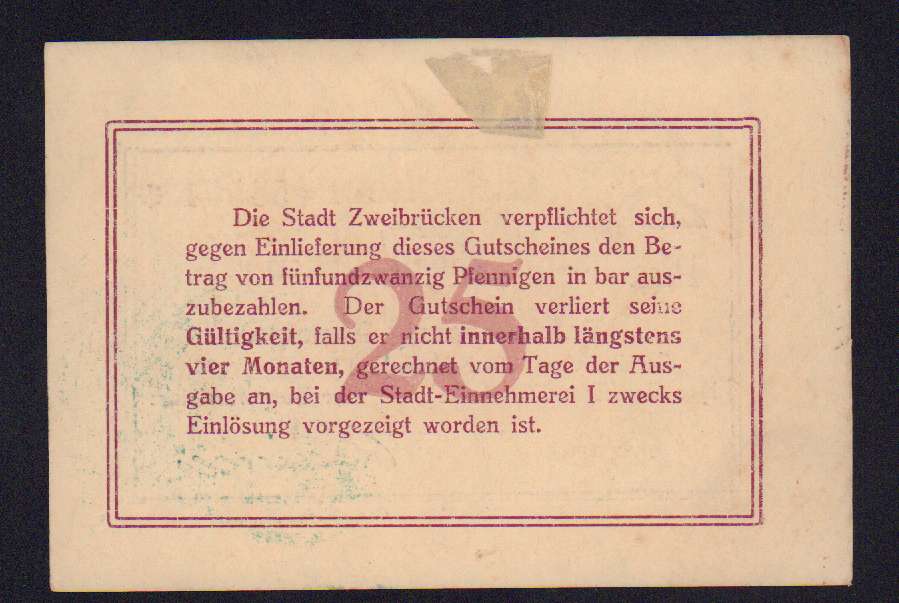 Die Stadt Zweibrücken verpflichtet sich,
gegen Einlieferung dieses Gutscheines den Be-
trag von fünfundzwanzig Pfennigen in bar aus-
zubezahlen. Der Gutschein verliert seine
Gültigkeit, falls er nicht innerhalb längstens
vier Monaten, gerechnet vom Tage der Aus-
gabe an, bei der Stadt-Einnehmerei I zwecks
Einlösung vorgezeigt worden ist.
25